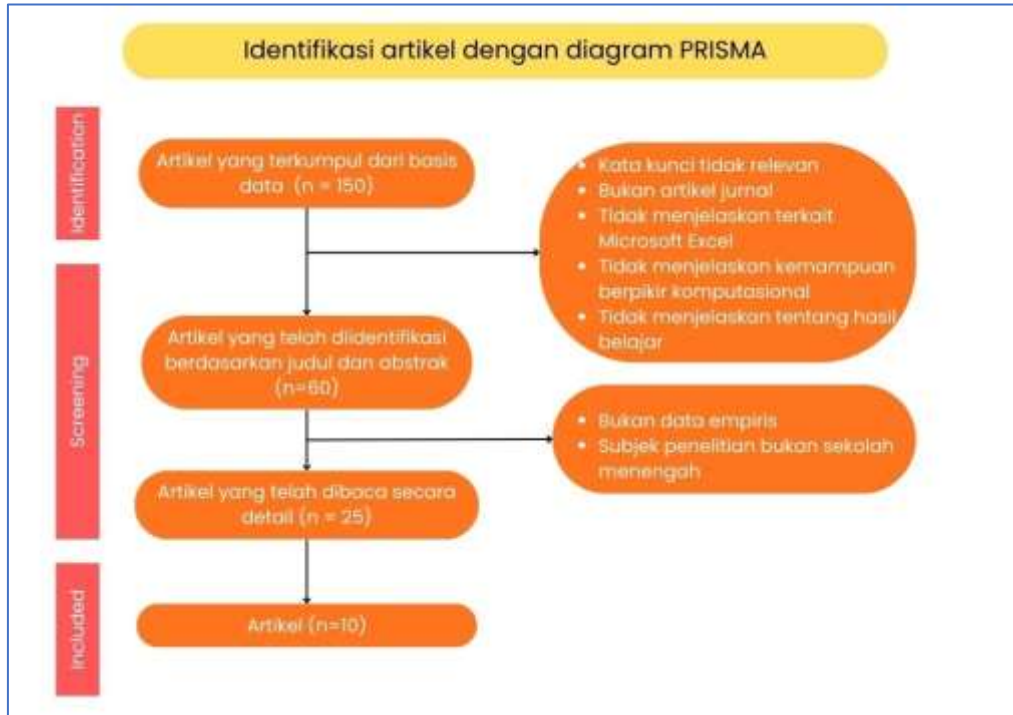 Identifikasi artikel dengan diagram PRISMA
Identification
Artikel yang terkumpul dari basis
data (n = 150)
• Kata kunci tidak relevan
• Bukan artikel jurnal
• Tidak menjelaskan terkait
Microsoft Excel
• Tidak menjelaskan kemampuan
berpikir komputasional
• Tidak menjelaskan tentang hasil
belajar
Screening
Artikel yang telah diidentifikasi
berdasarkan judul dan abstrak
(n=60)
• Bukan data empiris
• Subjek penelitian bukan sekolah
menengah
Artikel yang telah dibaca secara
detail (n = 25)
Included
Artikel (n=10)